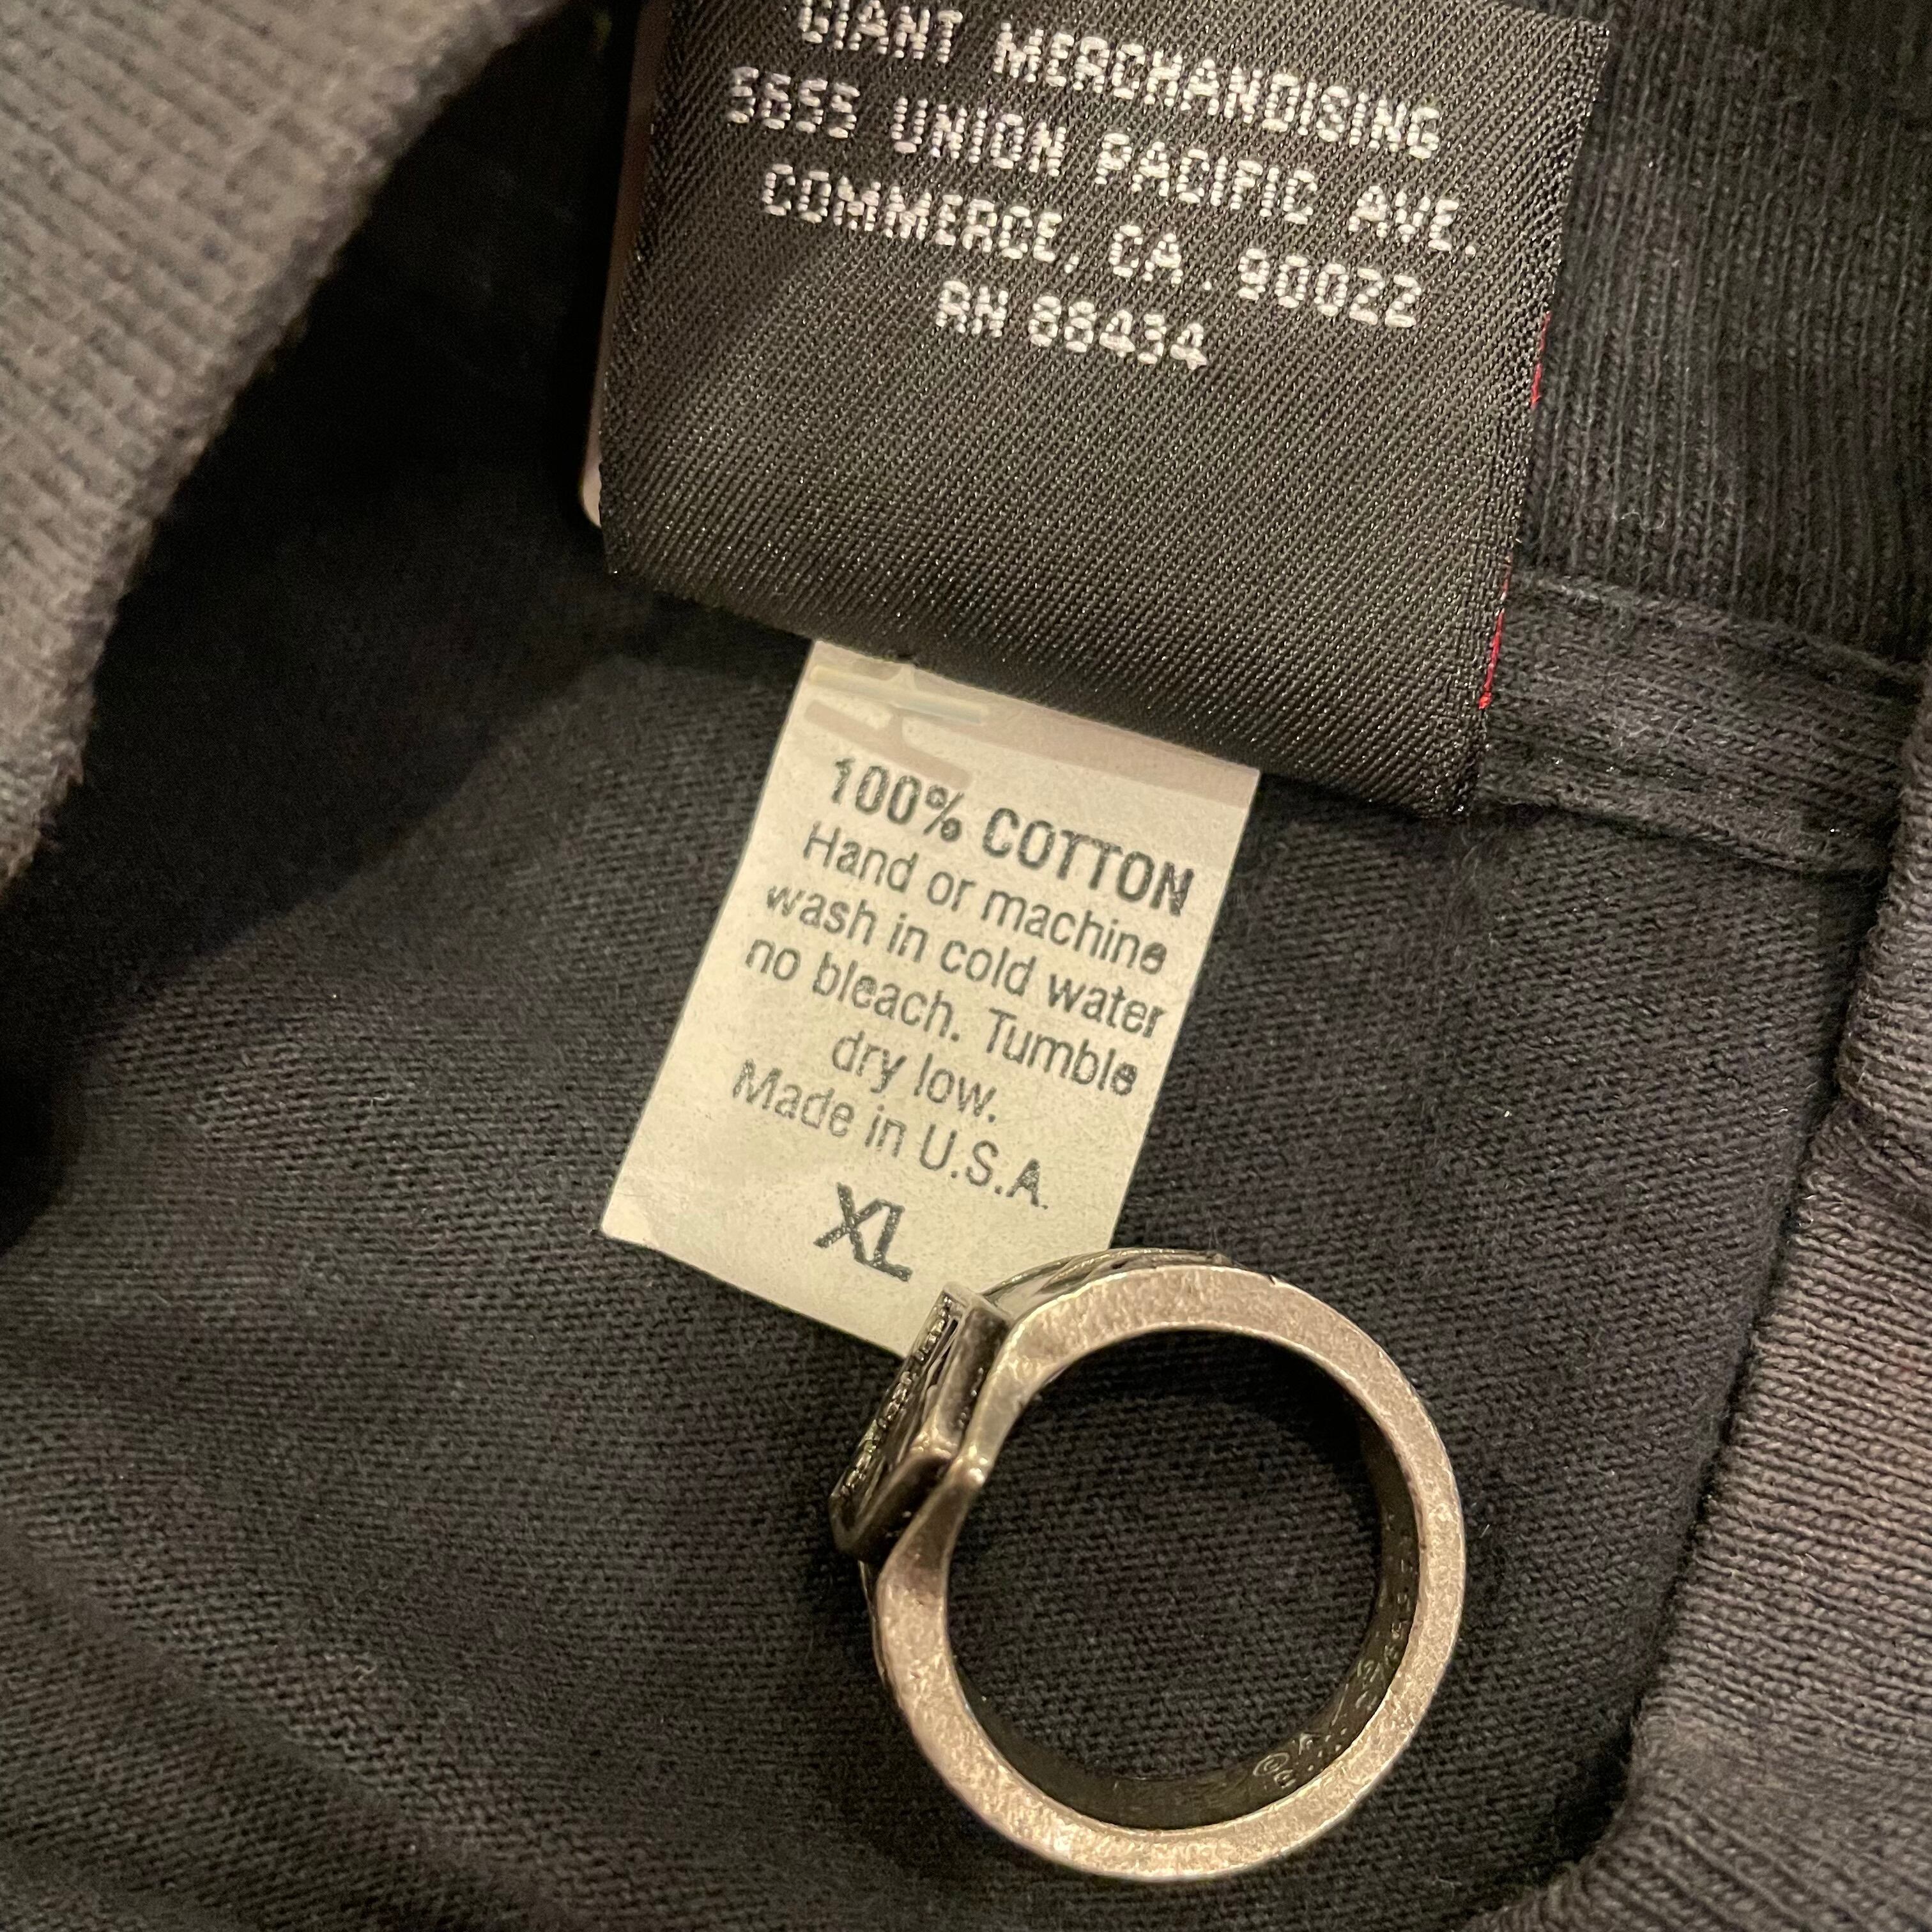 GIANT MERCHANDISING
5655 UNION PACIFIC AVE.
COMMERCE, CA. 90022
RN 88434
100% COTTON
Hand or machine
wash in cold water
no bleach. Tumble
dry low.
Made in U.S.A.
XL